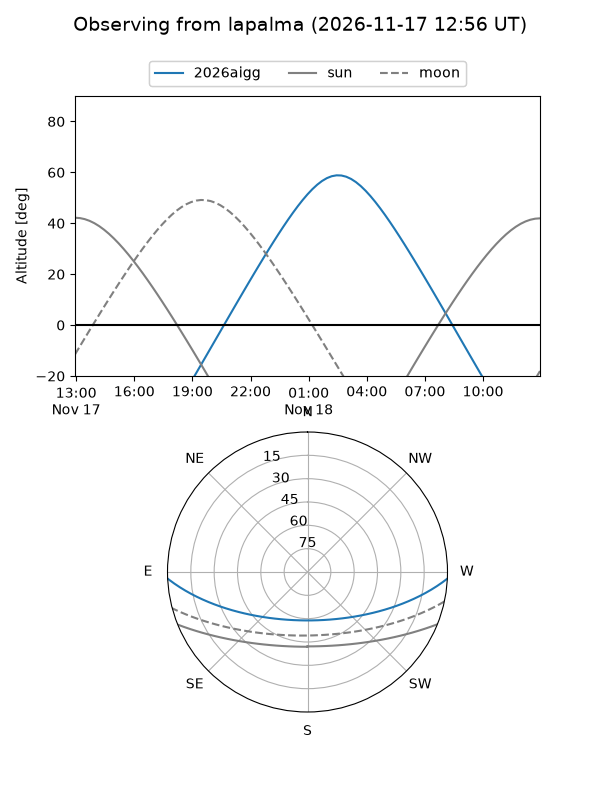 Observing from lapalma (2026-11-17 12:56 UT)
2026aigg sun moon
Altitude [deg]
80
60
40
20
0
−20
13:00 16:00 19:00 22:00 01:00 04:00 07:00 10:00
Nov 17 Nov 18
N
NE NW
15
30
45
60
75
E W
SE SW
S